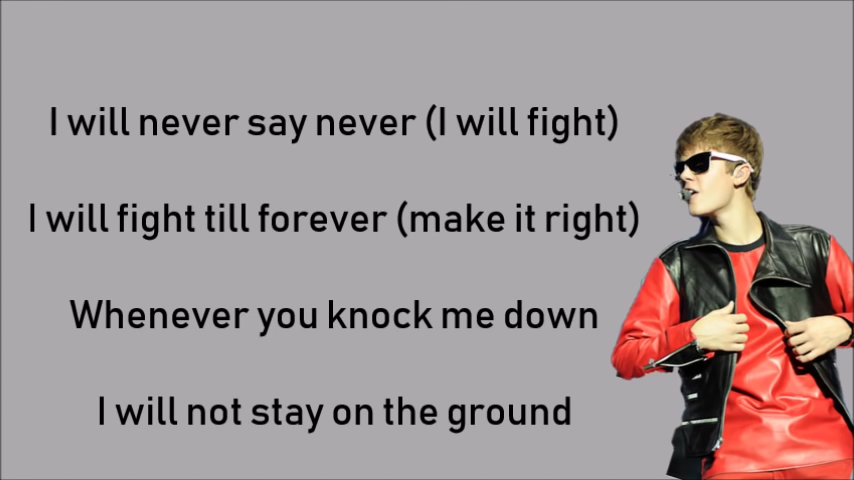 I will never say never (I will fight)
I will fight till forever (make it right)
Whenever you knock me down
I will not stay on the ground